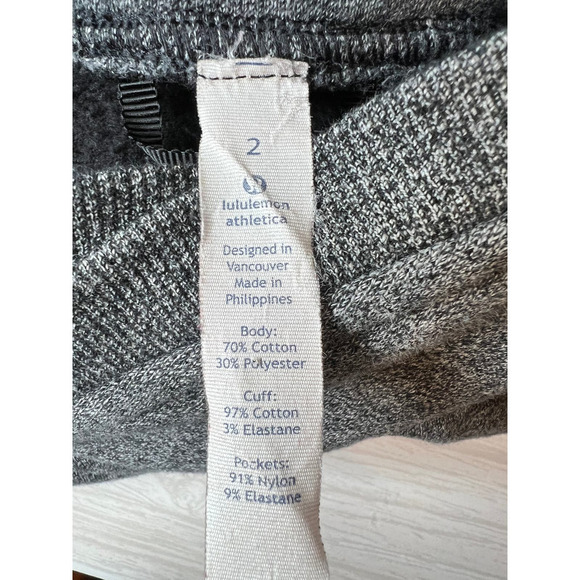 2
lululemon
athletica
Designed in
Vancouver
Made in
Philippines
Body:
70% Cotton
30% Polyester
Cuff:
97% Cotton
3% Elastane
Pockets:
91% Nylon
9% Elastane